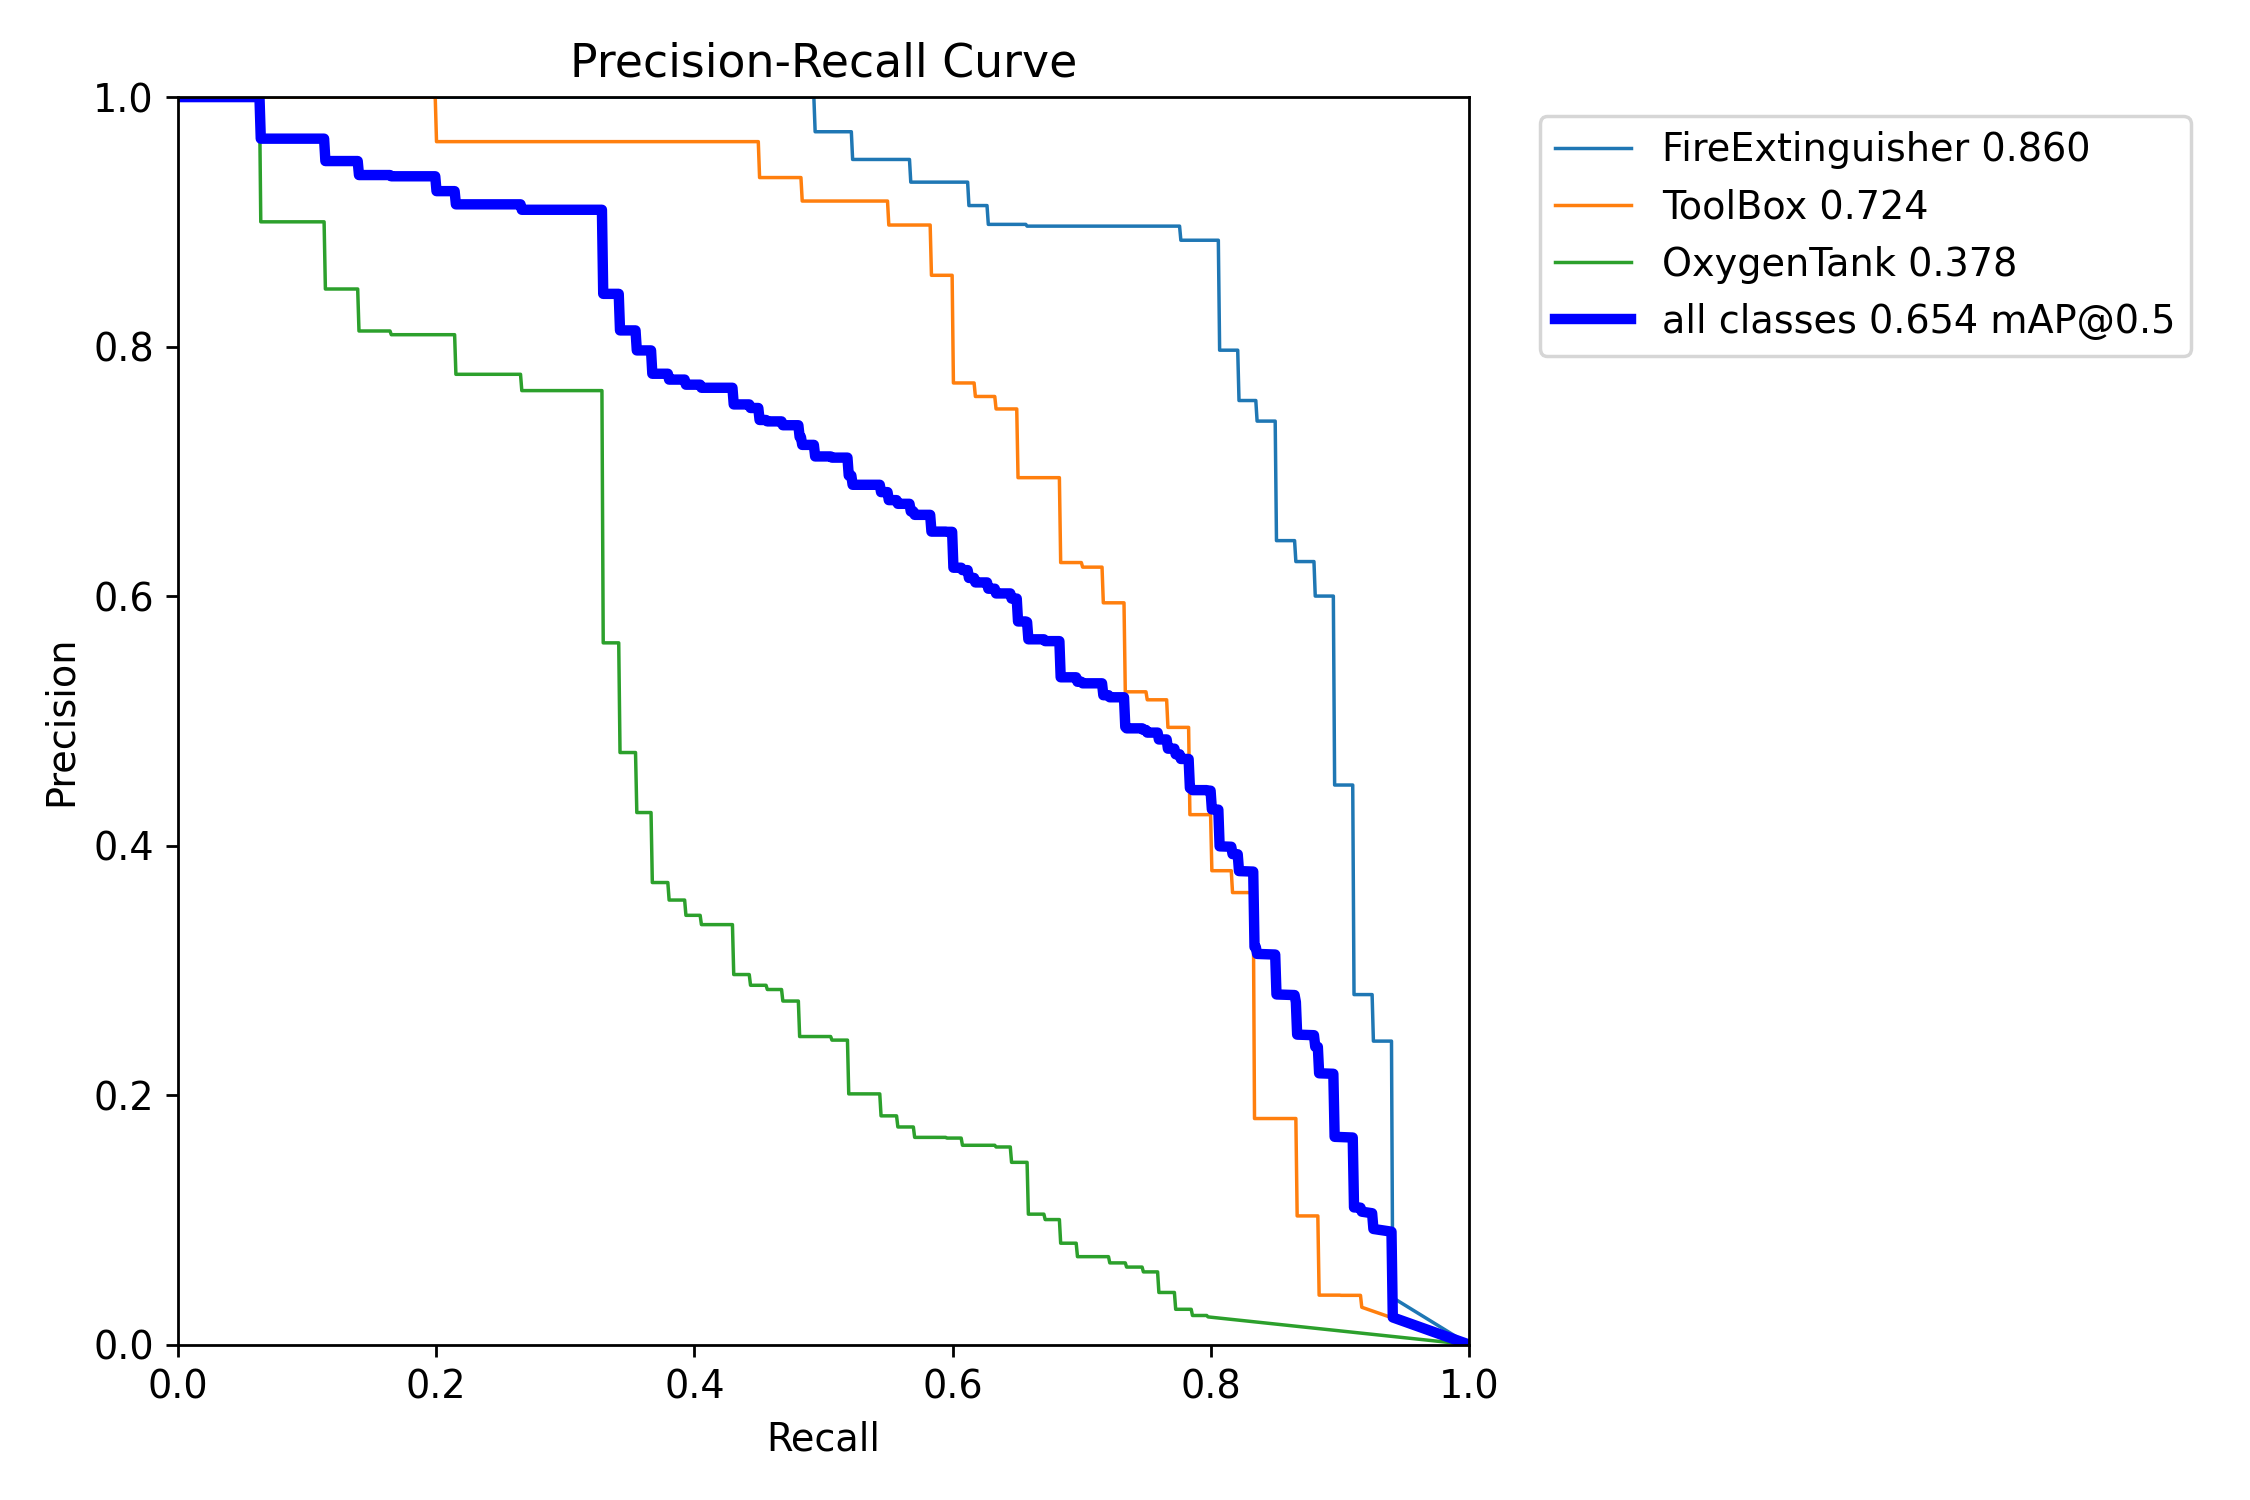 Precision-Recall Curve
FireExtinguisher 0.860
ToolBox 0.724
OxygenTank 0.378
all classes 0.654 mAP@0.5
Precision
1.0
0.8
0.6
0.4
0.2
0.0
0.0 0.2 0.4 0.6 0.8 1.0
Recall